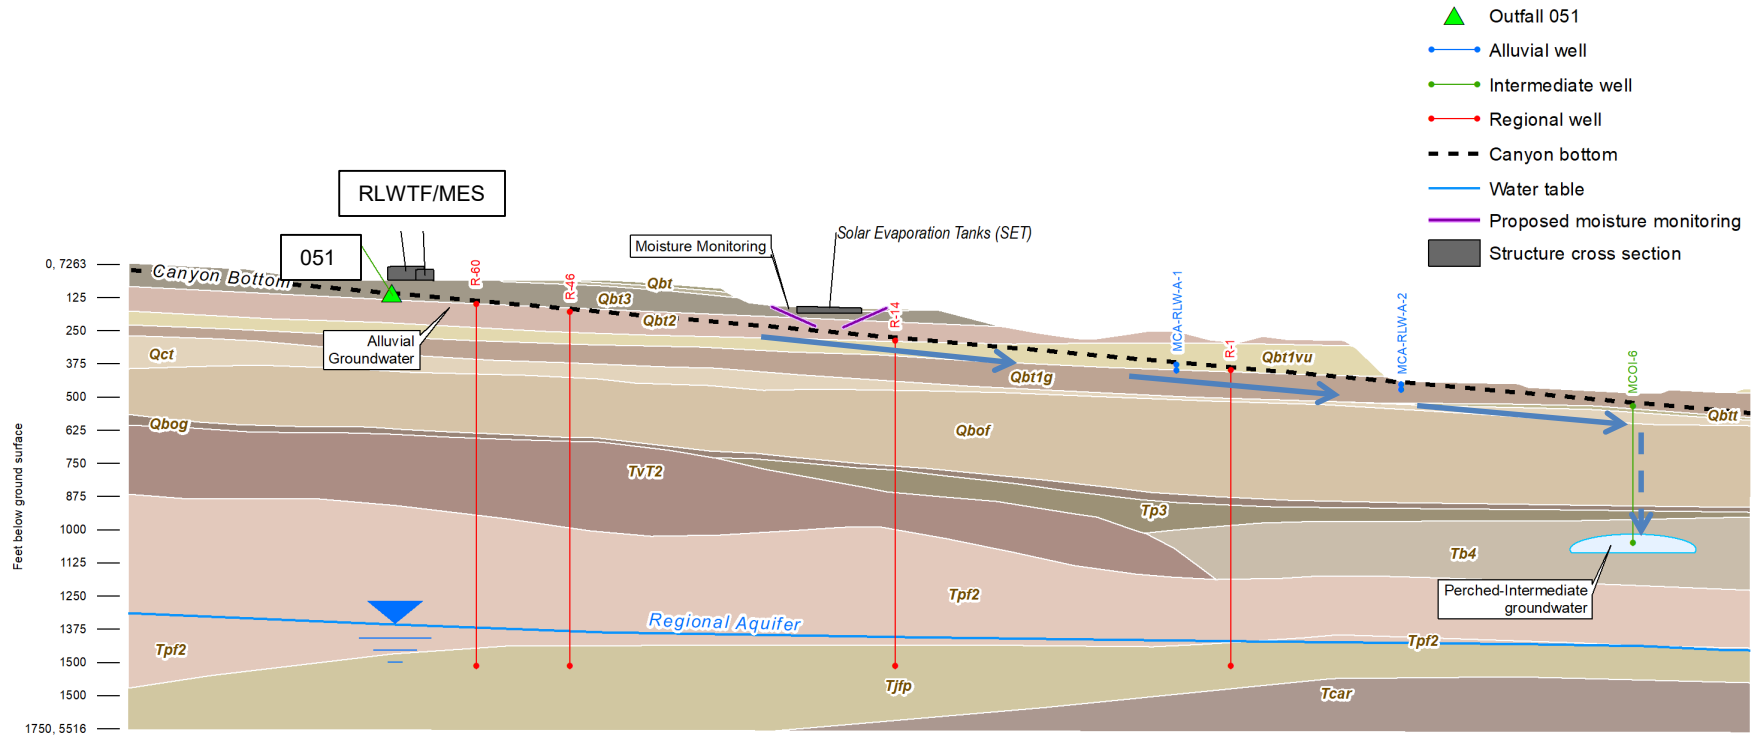 Outfall 051
Alluvial well
Intermediate well
Regional well
Canyon bottom
Water table
Proposed moisture monitoring
Structure cross section
RLWTF/MES
051
Moisture Monitoring
Solar Evaporation Tanks (SET)
Canyon Bottom
Alluvial
Groundwater
R-60
R-46
R-14
MCA-RLW-A-1
R-1
MCA-RLW-A-2
MCOI-6
Qbt
Qbt3
Qbt2
Qbt1vu
Qbt1g
Qct
Qbtt
Qbog
Qbof
TvT2
Tp3
Tb4
Perched-Intermediate
groundwater
Tpf2
Regional Aquifer
Tpf2
Tpf2
Tjfp
Tcar
Feet below ground surface
0, 7263
125
250
375
500
625
750
875
1000
1125
1250
1375
1500
1500
1750, 5516